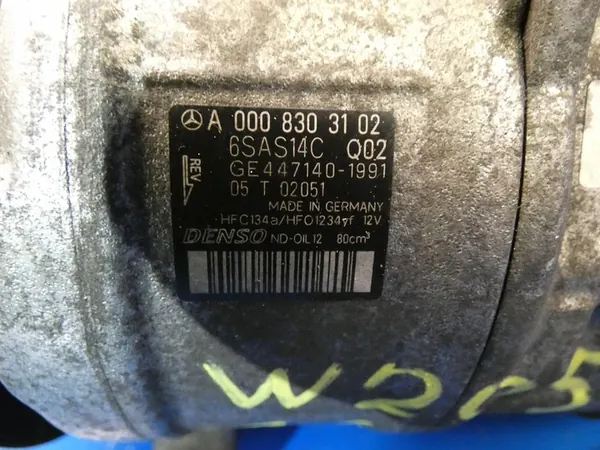 A 000 830 31 02
6SAS14C Q02
REV.
GE447140-1991
05 T 02051
MADE IN GERMANY
HFC134a/HFO1234yf 12V
DENSO ND-OIL12 80cm³
W205